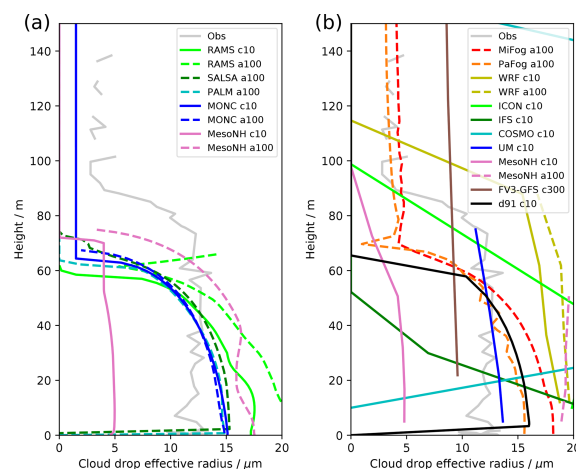 (a)
140
120
100
80
60
40
20
0
Height / m
0
5
10
15
20
Cloud drop effective radius / μm
Obs
RAMS c10
RAMS a100
SALSA a100
PALM a100
MONC c10
MONC a100
MesoNH c10
MesoNH a100
(b)
140
120
100
80
60
40
20
0
Height / m
0
5
10
15
20
Cloud drop effective radius / μm
Obs
MiFog a100
PaFog a100
WRF c10
WRF a100
ICON c10
IFS c10
COSMO c10
UM c10
MesoNH c10
MesoNH a100
FV3-GFS c300
d91 c10